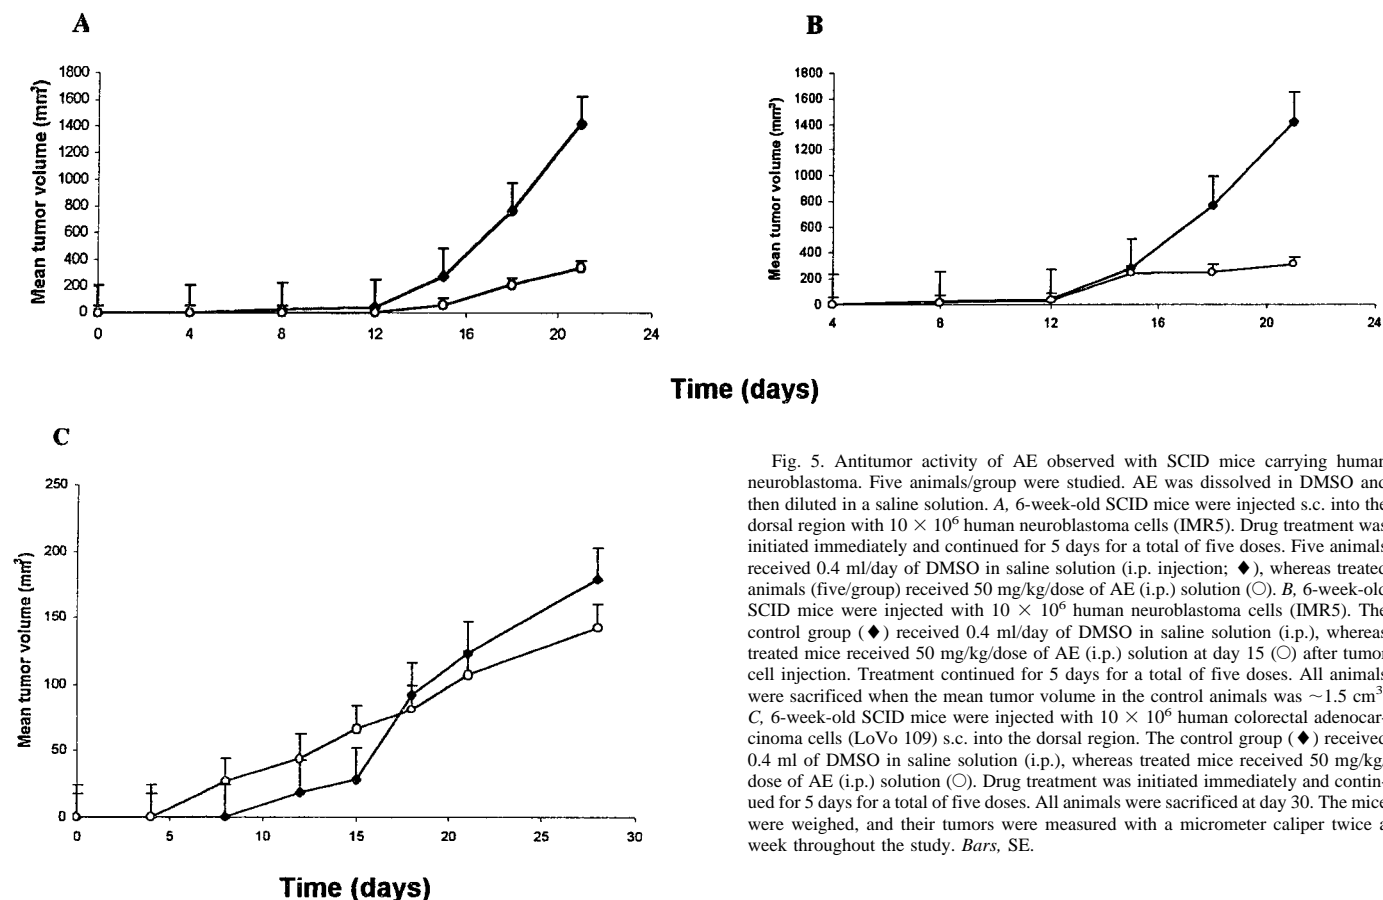 A
Mean tumor volume (mm³)
1800
1600
1400
1200
1000
800
600
400
200
0
0 4 8 12 16 20 24
B
Mean tumor volume (mm³)
1800
1600
1400
1200
1000
800
600
400
200
0
4 8 12 16 20 24
Time (days)
C
Mean tumor volume (mm³)
250
200
150
100
50
0
0 5 10 15 20 25 30
Time (days)
Fig. 5. Antitumor activity of AE observed with SCID mice carrying human
neuroblastoma. Five animals/group were studied. AE was dissolved in DMSO and
then diluted in a saline solution. A, 6-week-old SCID mice were injected s.c. into the
dorsal region with 10 × 10⁶ human neuroblastoma cells (IMR5). Drug treatment was
initiated immediately and continued for 5 days for a total of five doses. Five animals
received 0.4 ml/day of DMSO in saline solution (i.p. injection; ♦), whereas treated
animals (five/group) received 50 mg/kg/dose of AE (i.p.) solution (○). B, 6-week-old
SCID mice were injected with 10 × 10⁶ human neuroblastoma cells (IMR5). The
control group (♦) received 0.4 ml/day of DMSO in saline solution (i.p.), whereas
treated mice received 50 mg/kg/dose of AE (i.p.) solution at day 15 (○) after tumor
cell injection. Treatment continued for 5 days for a total of five doses. All animals
were sacrificed when the mean tumor volume in the control animals was ~1.5 cm³
C, 6-week-old SCID mice were injected with 10 × 10⁶ human colorectal adenocar-
cinoma cells (LoVo 109) s.c. into the dorsal region. The control group (♦) received
0.4 ml of DMSO in saline solution (i.p.), whereas treated mice received 50 mg/kg
dose of AE (i.p.) solution (○). Drug treatment was initiated immediately and contin-
ued for 5 days for a total of five doses. All animals were sacrificed at day 30. The mice
were weighed, and their tumors were measured with a micrometer caliper twice a
week throughout the study. Bars, SE.